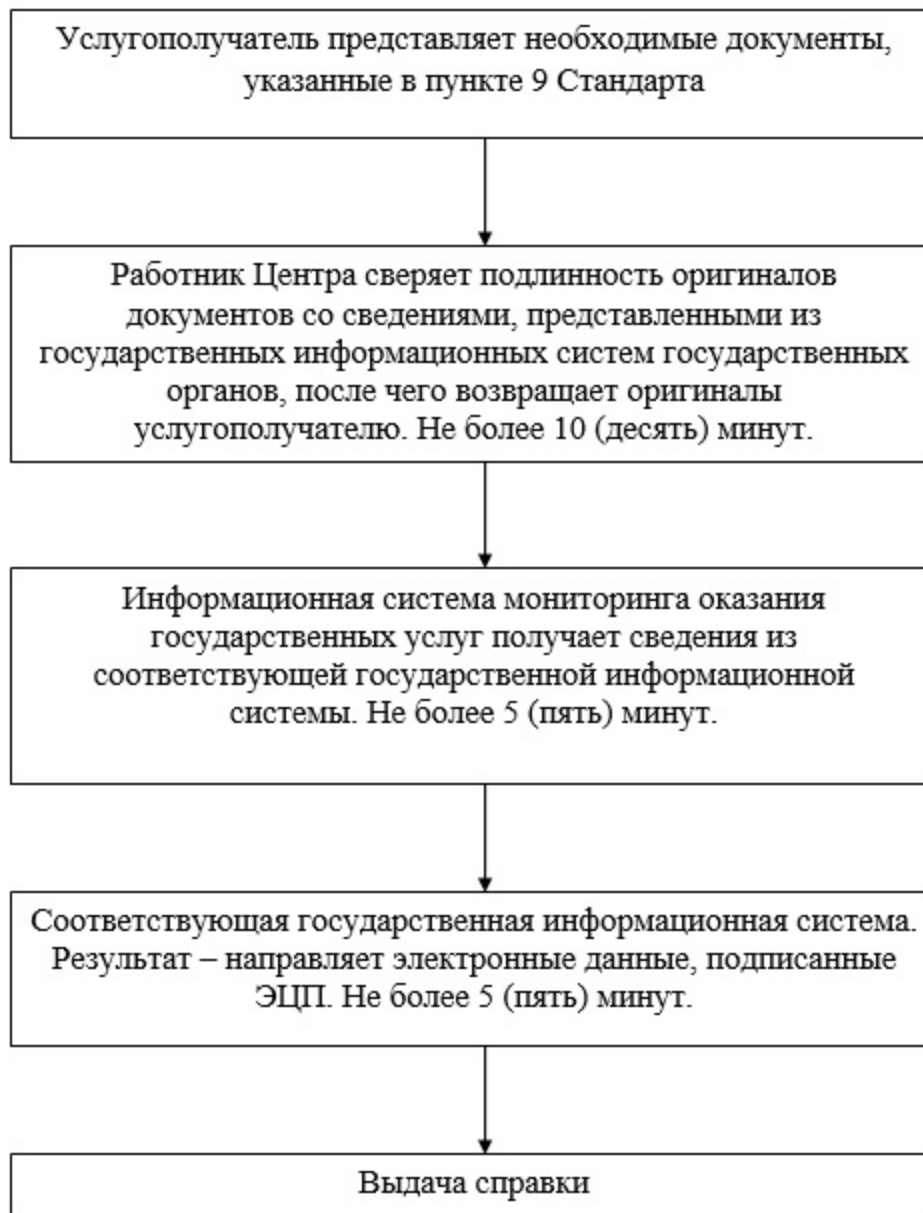 Услугополучатель представляет необходимые документы,
указанные в пункте 9 Стандарта
Работник Центра сверяет подлинность оригиналов
документов со сведениями, представленными из
государственных информационных систем государственных
органов, после чего возвращает оригиналы
услугополучателю. Не более 10 (десять) минут.
Информационная система мониторинга оказания
государственных услуг получает сведения из
соответствующей государственной информационной
системы. Не более 5 (пять) минут.
Соответствующая государственная информационная система.
Результат – направляет электронные данные, подписанные
ЭЦП. Не более 5 (пять) минут.
Выдача справки